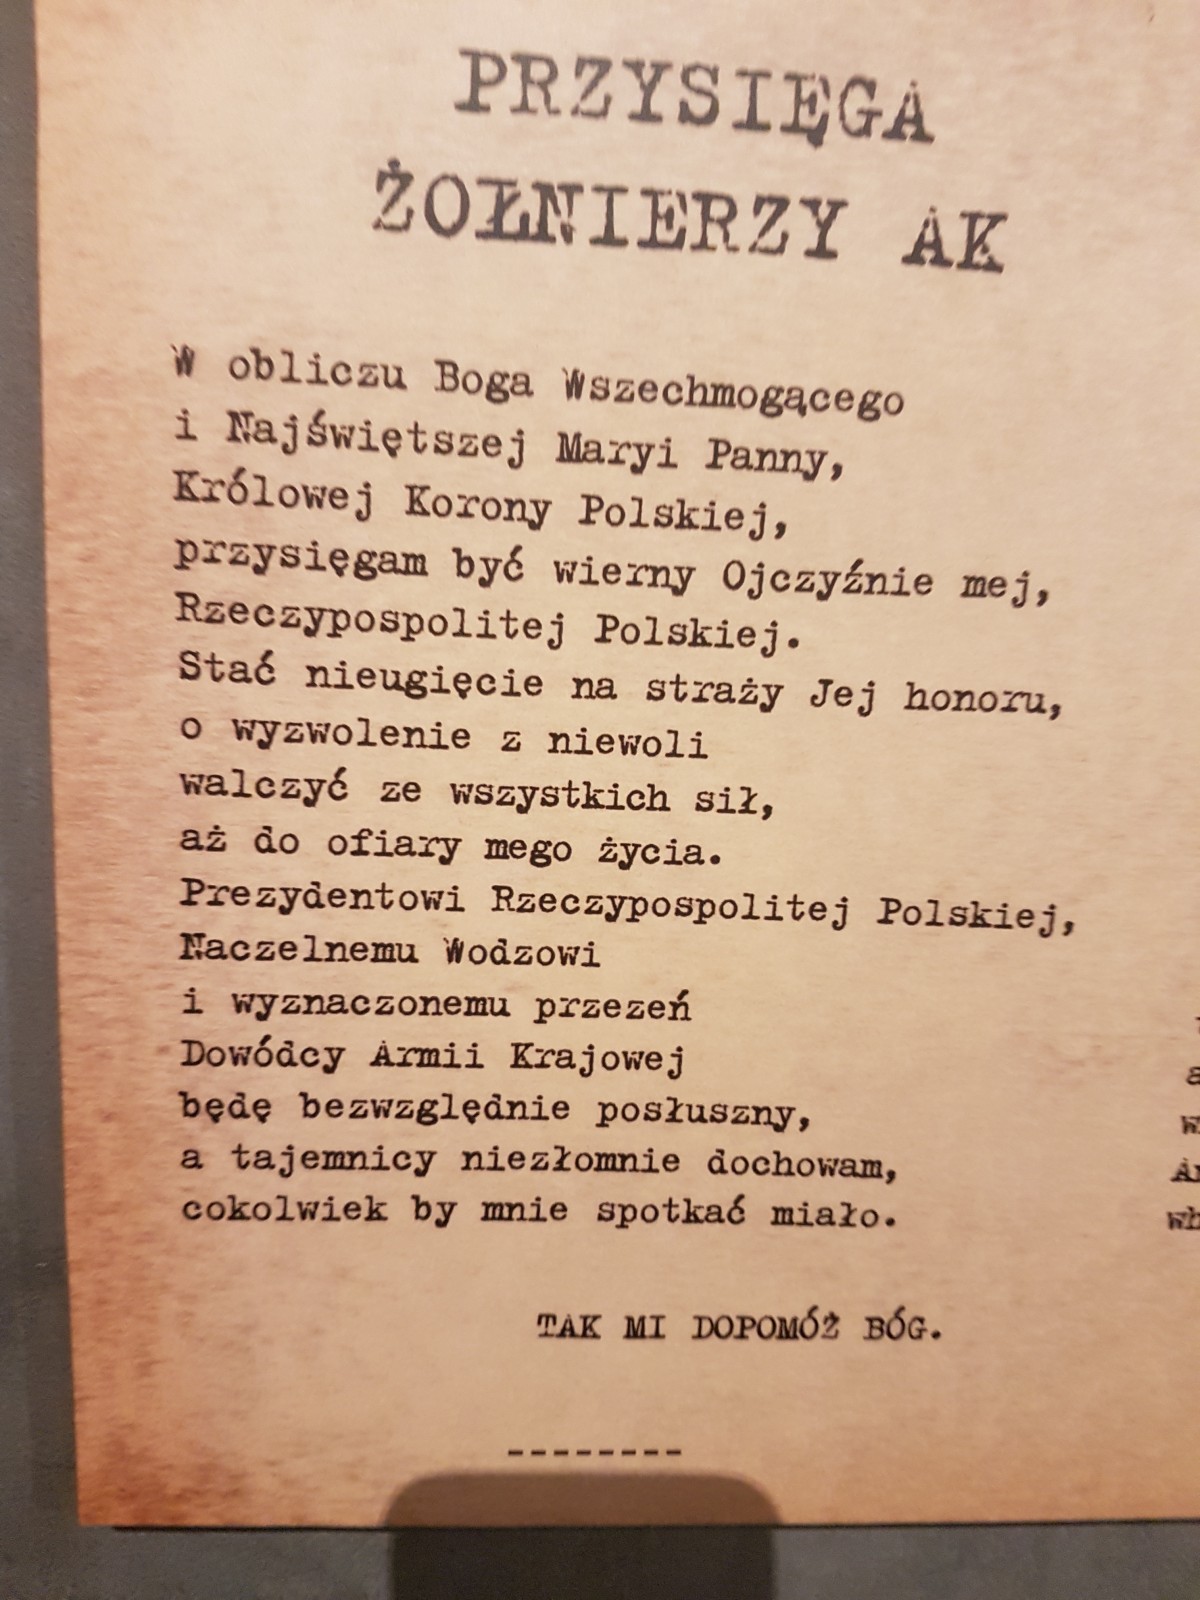 PRZYSIĘGA
ŻOŁNIERZY AK
W obliczu Boga Wszechmogącego
i Najświętszej Maryi Panny,
Królowej Korony Polskiej,
przysięgam być wierny Ojczyźnie mej,
Rzeczypospolitej Polskiej.
Stać nieugięcie na straży Jej honoru,
o wyzwolenie z niewoli
walczyć ze wszystkich sił,
aż do ofiary mego życia.
Prezydentowi Rzeczypospolitej Polskiej,
Naczelnemu Wodzowi
i wyznaczonemu przezeń
Dowódcy Armii Krajowej
będę bezwzględnie posłuszny,
a tajemnicy niezłomnie dochowam,
cokolwiek by mnie spotkać miało.
TAK MI DOPOMÓŻ BÓG.
--------